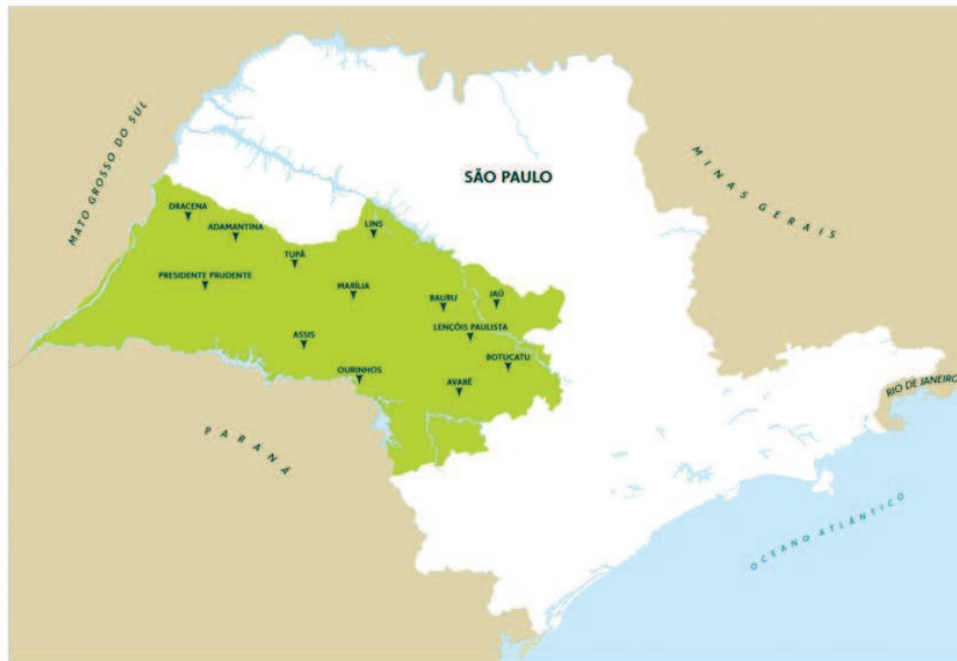 MATO GROSSO DO SUL
MINAS GERAIS
SÃO PAULO
DRACENA
ADAMANTINA
LINS
TUPÃ
PRESIDENTE PRUDENTE
MARÍLIA
BAURU
JAÚ
LENÇÓIS PAULISTA
ASSIS
BOTUCATU
OURINHOS
AVARÉ
RIO DE JANEIRO
PARANÁ
OCEANO ATLÂNTICO